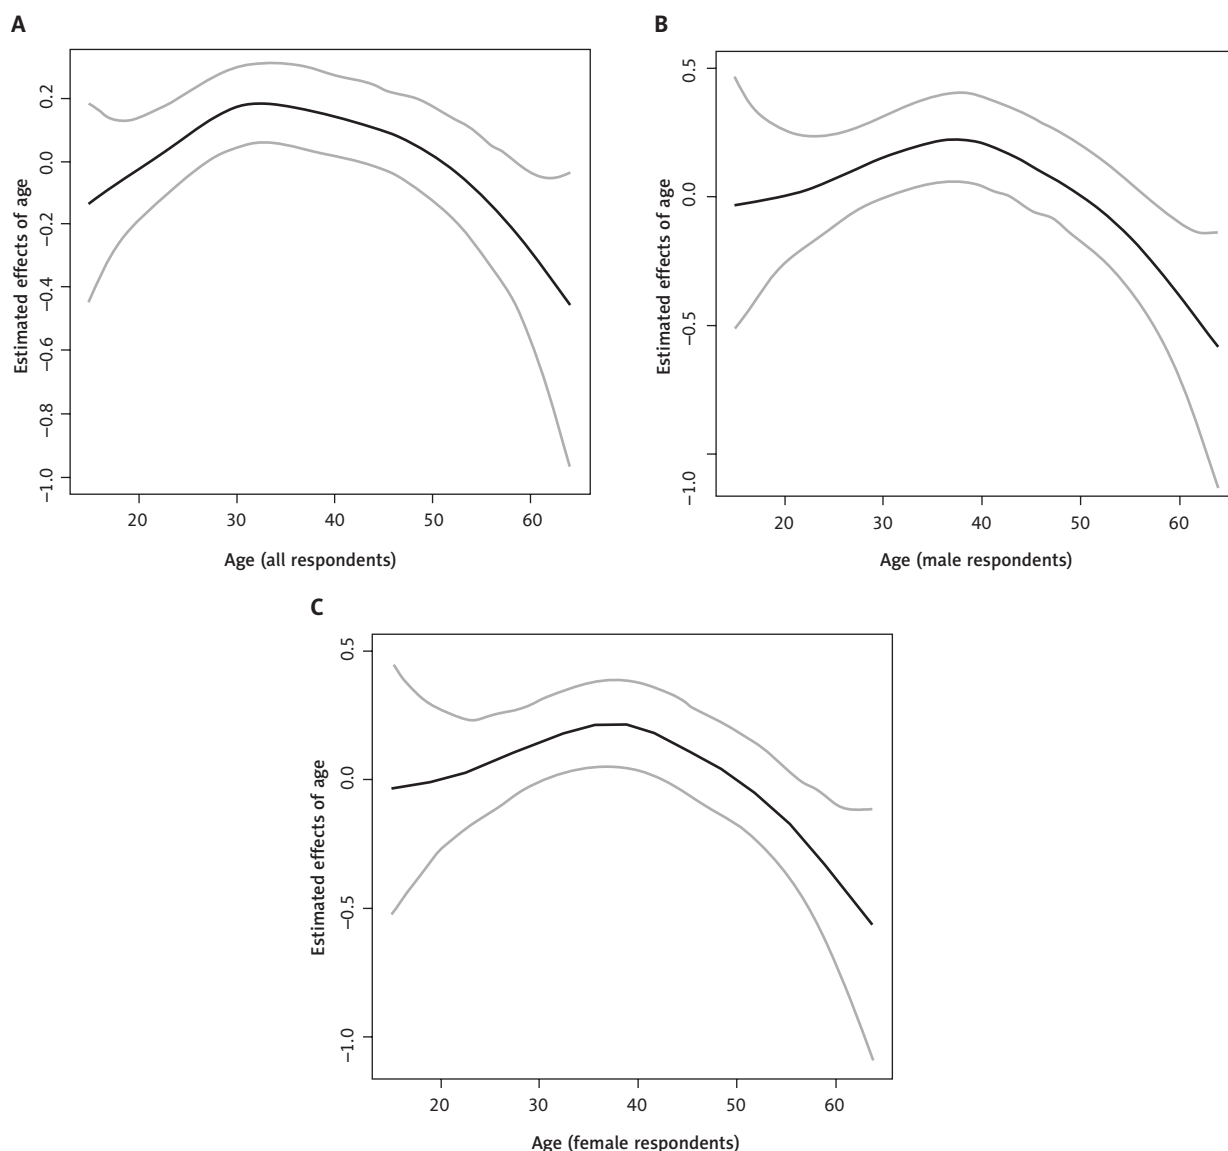 A
Estimated effects of age
0.2
0.0
−0.2
−0.4
−0.6
−0.8
−1.0
20 30 40 50 60
Age (all respondents)
B
Estimated effects of age
0.5
0.0
−0.5
−1.0
20 30 40 50 60
Age (male respondents)
C
Estimated effects of age
0.5
0.0
−0.5
−1.0
20 30 40 50 60
Age (female respondents)